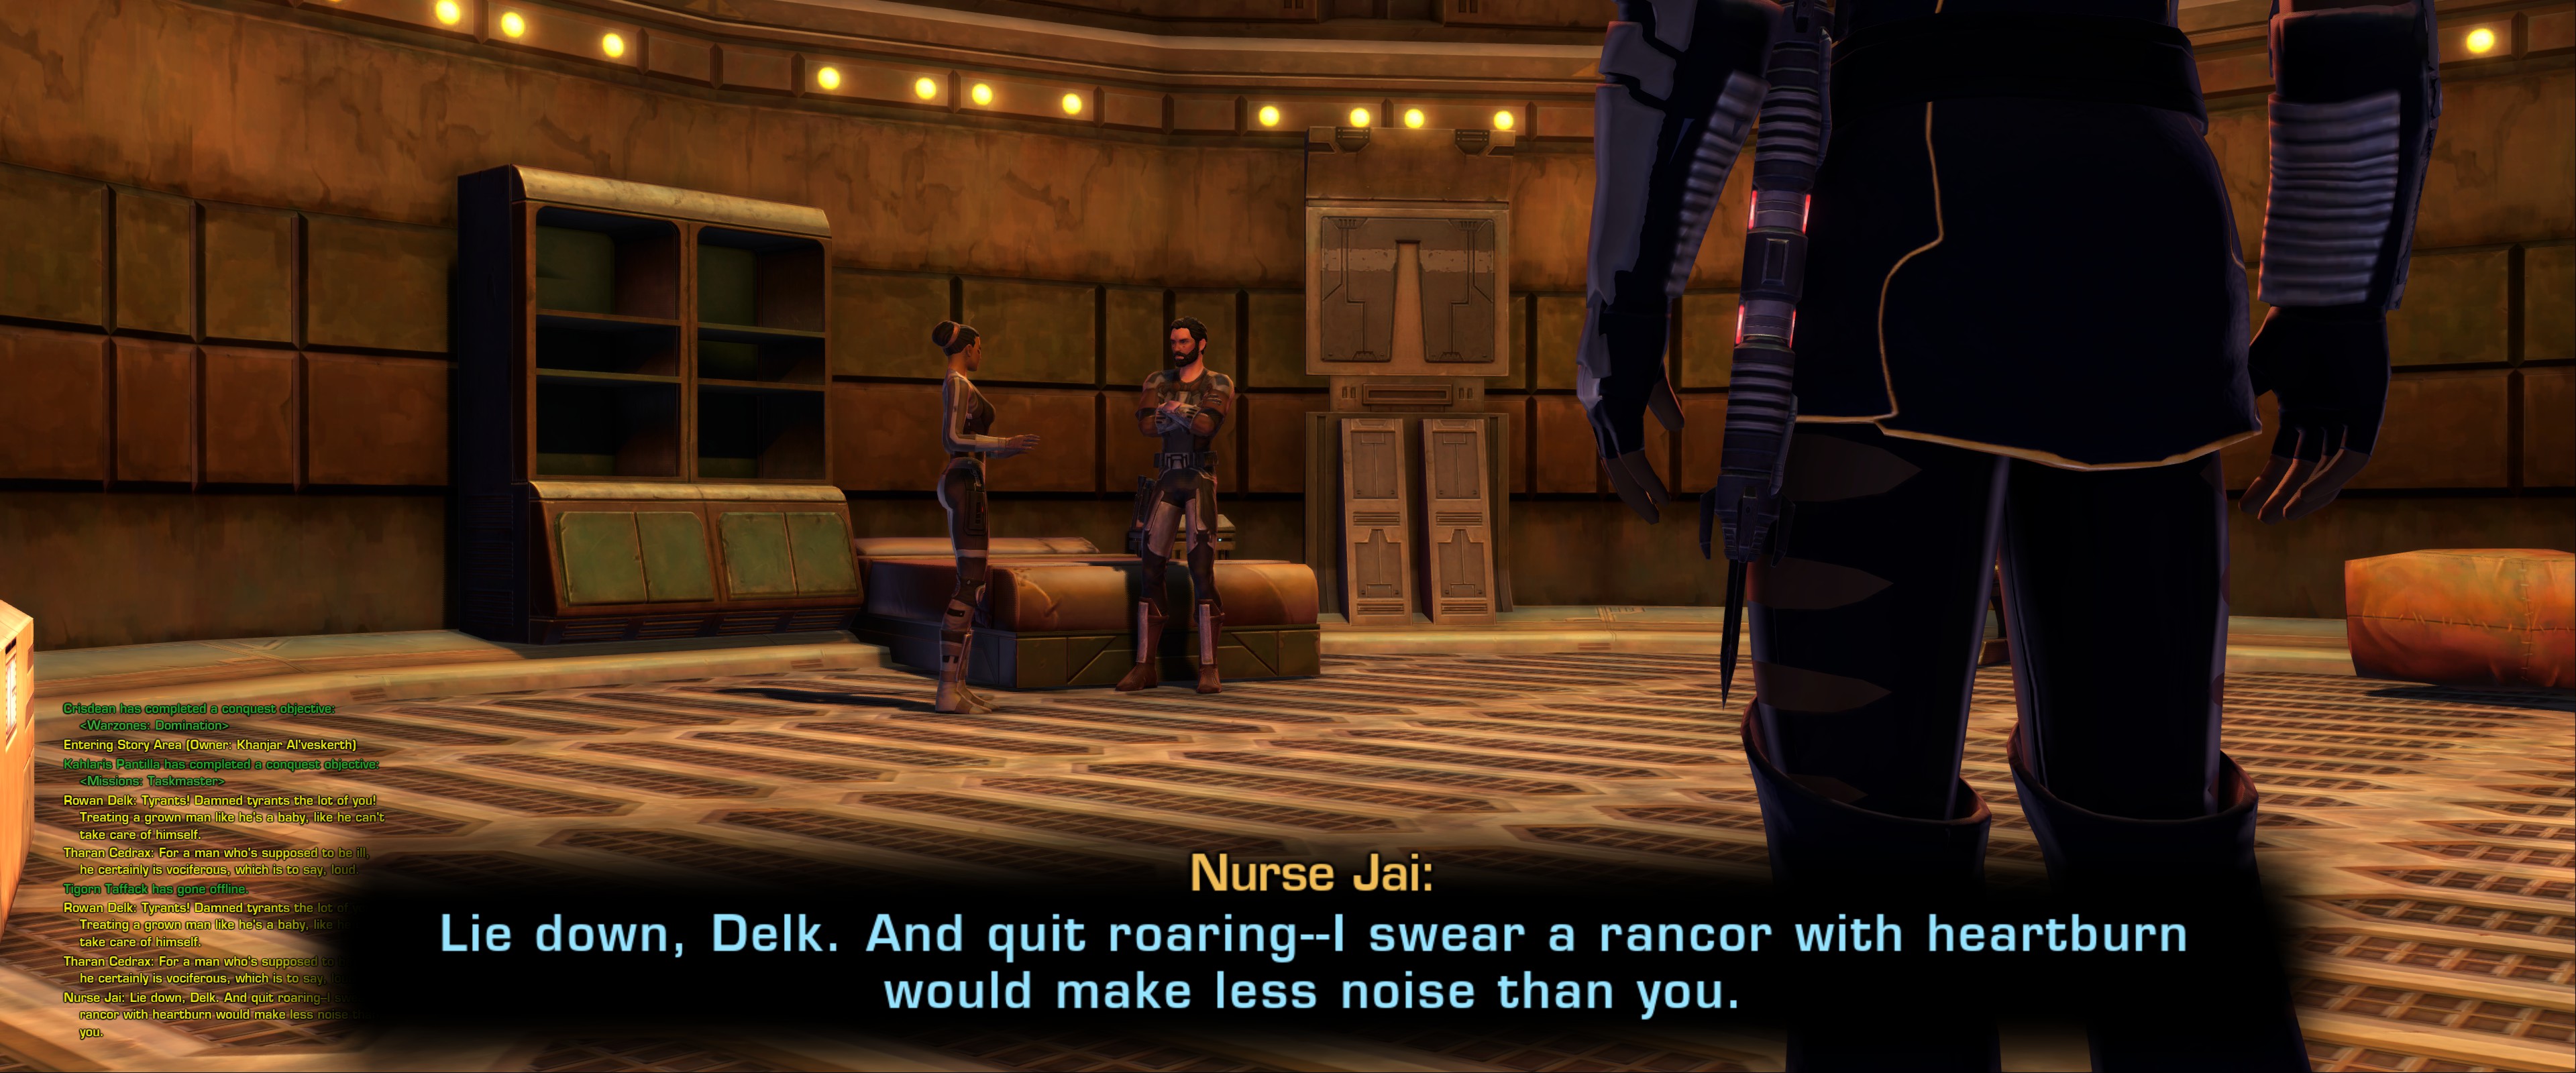 Crisdean has completed a conquest objective:
<Warzones: Domination>
Entering Story Area (Owner: Khanjar Al'veskerth)
Kahlaris Pantilla has completed a conquest objective:
<Missions: Taskmaster>
Rowan Delk: Tyrants! Damned tyrants the lot of you!
Treating a grown man like he's a baby, like he can't
take care of himself.
Tharan Cedrax: For a man who's supposed to be ill,
he certainly is vociferous, which is to say, loud.
Tigorn Taffack has gone offline.
Rowan Delk: Tyrants! Damned tyrants the lot of
Treating a grown man like he's a baby, like
take care of himself.
Tharan Cedrax: For a man who's supposed to
he certainly is vociferous, which is to say,
Nurse Jai: Lie down, Delk. And quit roaring--I
rancor with heartburn would make less noise
you.
Nurse Jai:
Lie down, Delk. And quit roaring--I swear a rancor with heartburn
would make less noise than you.